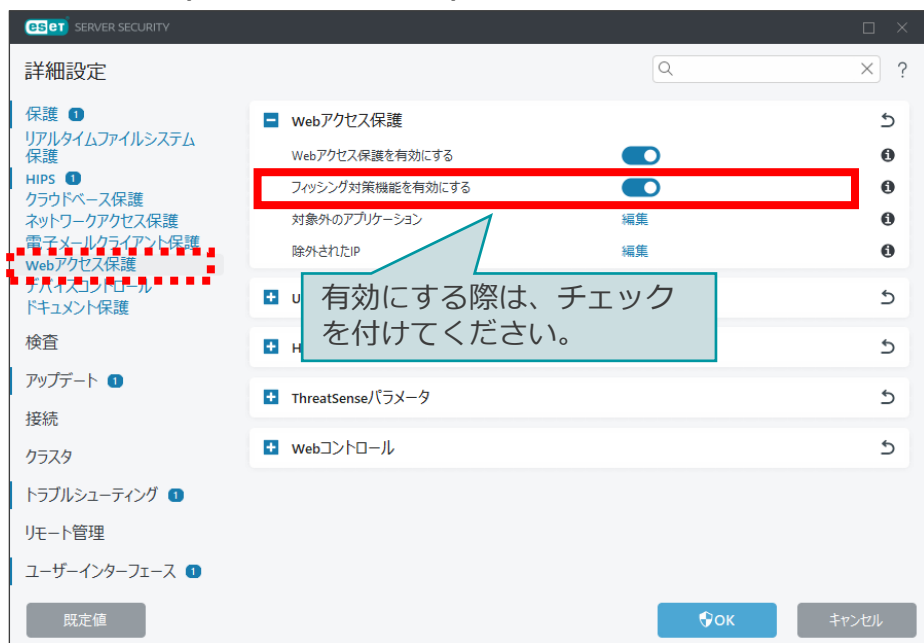 eset SERVER SECURITY
詳細設定
?
保護 1
リアルタイムファイルシステム
保護
HIPS 1
クラウドベース保護
ネットワークアクセス保護
電子メールクライアント保護
Webアクセス保護
デバイスコントロール
ドキュメント保護
検査
アップデート 1
接続
クラスタ
トラブルシューティング 1
リモート管理
ユーザーインターフェース 1
Webアクセス保護
Webアクセス保護を有効にする
フィッシング対策機能を有効にする
対象外のアプリケーション 編集
除外されたIP 編集
有効にする際は、チェック
を付けてください。
ThreatSenseパラメータ
Webコントロール
既定値
OK
キャンセル